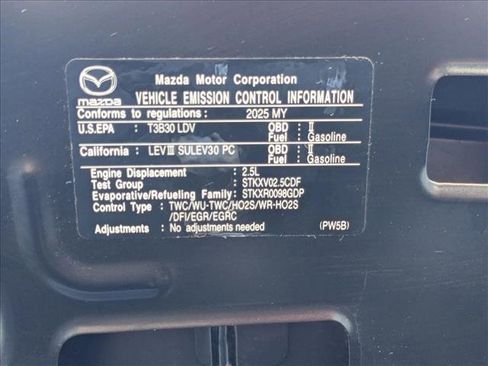 Mazda Motor Corporation
mazda
VEHICLE EMISSION CONTROL INFORMATION
Conforms to regulations: 2025 MY
U.S.EPA : T3B30 LDV OBD : II
Fuel : Gasoline
California : LEVIII SULEV30 PC OBD : II
Fuel : Gasoline
Engine Displacement : 2.5L
Test Group : STKXV02.5CDF
Evaporative/Refueling Family: STKXR0098GDP
Control Type : TWC/WU-TWC/HO2S/WR-HO2S
/DFI/EGR/EGRC
Adjustments : No adjustments needed (PW5B)